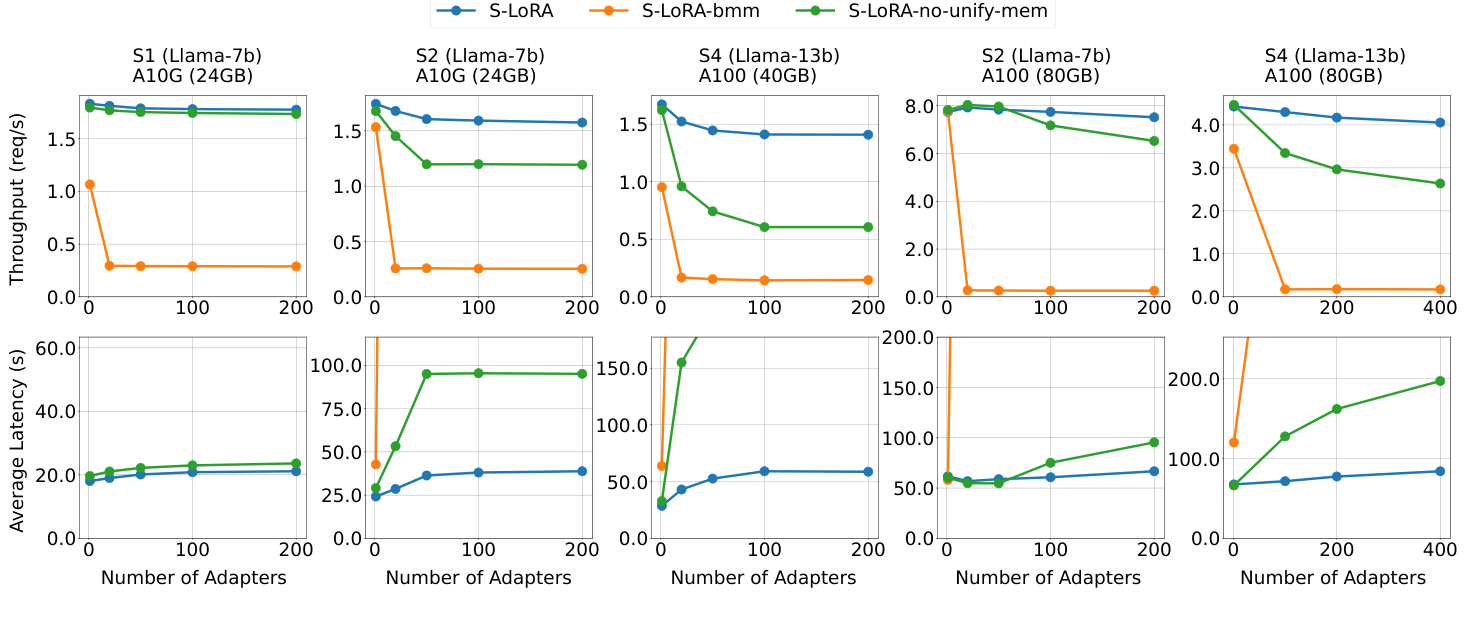 S-LoRA S-LoRA-bmm S-LoRA-no-unify-mem
S1 (Llama-7b)
A10G (24GB)
S2 (Llama-7b)
A10G (24GB)
S4 (Llama-13b)
A100 (40GB)
S2 (Llama-7b)
A100 (80GB)
S4 (Llama-13b)
A100 (80GB)
Throughput (req/s)
1.5
1.0
0.5
0.0
0 100 200
1.5
1.0
0.5
0.0
0 100 200
1.5
1.0
0.5
0.0
0 100 200
8.0
6.0
4.0
2.0
0.0
0 100 200
4.0
3.0
2.0
1.0
0.0
0 200 400
Average Latency (s)
60.0
40.0
20.0
0.0
0 100 200
Number of Adapters
100.0
75.0
50.0
25.0
0.0
0 100 200
Number of Adapters
150.0
100.0
50.0
0.0
0 100 200
Number of Adapters
200.0
150.0
100.0
50.0
0.0
0 100 200
Number of Adapters
200.0
100.0
0.0
0 200 400
Number of Adapters